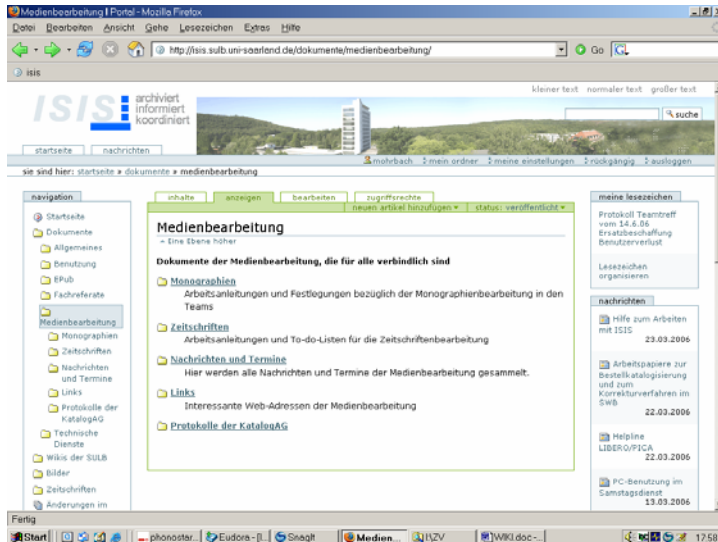 Medienbearbeitung | Portal - Mozilla Firefox
Datei Bearbeiten Ansicht Gehe Lesezeichen Extras Hilfe
http://isis.sulb.uni-saarland.de/dokumente/medienbearbeitung/
Go
isis
kleiner text normaler text großer text
ISIS
archiviert
informiert
koordiniert
suche
startseite nachrichten
mohrbach mein ordner meine einstellungen rückgängig ausloggen
sie sind hier: startseite » dokumente » medienbearbeitung
navigation
Startseite
Dokumente
Allgemeines
Benutzung
EPub
Fachreferate
Medienbearbeitung
Monographien
Zeitschriften
Nachrichten
und Termine
Links
Protokolle der
KatalogAG
Technische
Dienste
Wikis der SULB
Bilder
Zeitschriften
Änderungen im
inhalte anzeigen bearbeiten zugriffsrechte
neuen artikel hinzufügen status: veröffentlicht
Medienbearbeitung
Eine Ebene höher
Dokumente der Medienbearbeitung, die für alle verbindlich sind
Monographien
Arbeitsanleitungen und Festlegungen bezüglich der Monographienbearbeitung in den
Teams
Zeitschriften
Arbeitsanleitungen und To-do-Listen für die Zeitschriftenbearbeitung
Nachrichten und Termine
Hier werden alle Nachrichten und Termine der Medienbearbeitung gesammelt.
Links
Interessante Web-Adressen der Medienbearbeitung
Protokolle der KatalogAG
meine lesezeichen
Protokoll Teamtreff
vom 14.6.06
Ersatzbeschaffung
Benutzerverlust
Lesezeichen
organisieren
nachrichten
Hilfe zum Arbeiten
mit ISIS
23.03.2006
Arbeitspapiere zur
Bestellkatalogisierung
und zum
Korrekturverfahren im
SWB
22.03.2006
Helpline
LIBERO/PICA
22.03.2006
PC-Benutzung im
Samstagsdienst
13.03.2006
Fertig
Start phonostar... Eudora - [I... SnagIt Medien... I:\ZV WIKI.doc -... 17:58